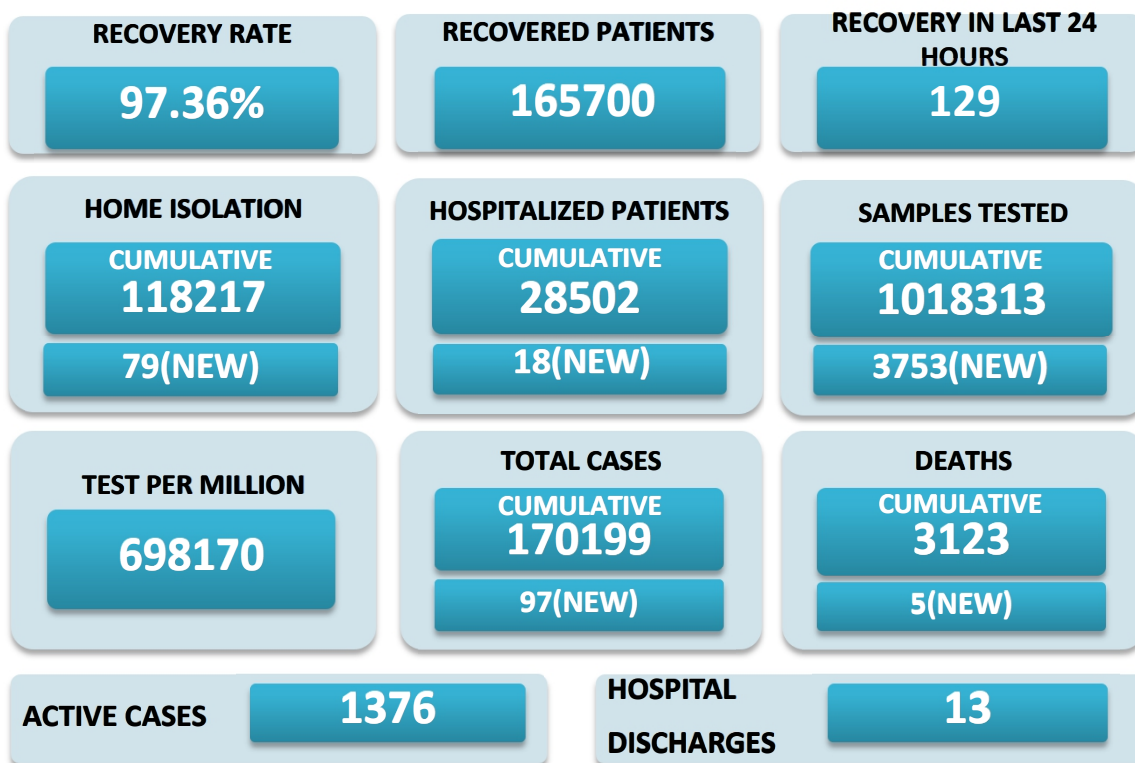 RECOVERY RATE
97.36%
RECOVERED PATIENTS
165700
RECOVERY IN LAST 24
HOURS
129
HOME ISOLATION
CUMULATIVE
118217
79(NEW)
HOSPITALIZED PATIENTS
CUMULATIVE
28502
18(NEW)
SAMPLES TESTED
CUMULATIVE
1018313
3753(NEW)
TEST PER MILLION
698170
TOTAL CASES
CUMULATIVE
170199
97(NEW)
DEATHS
CUMULATIVE
3123
5(NEW)
ACTIVE CASES
1376
HOSPITAL
DISCHARGES
13